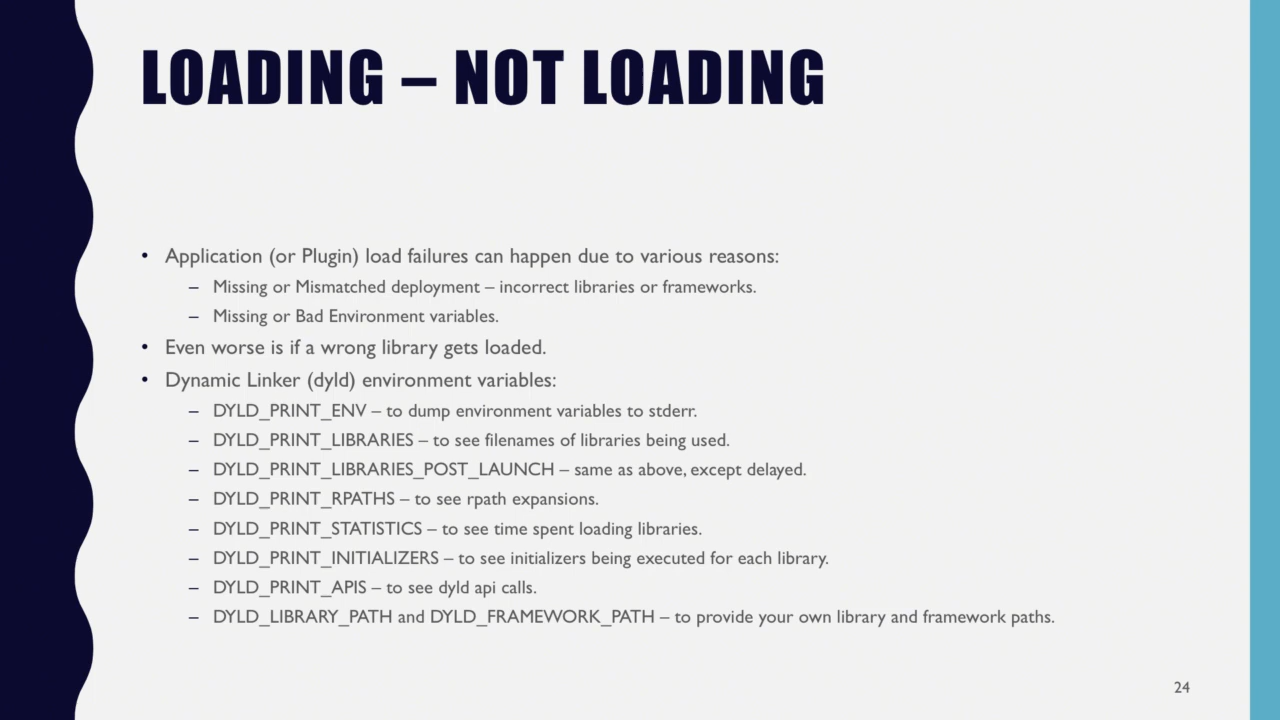 LOADING – NOT LOADING
• Application (or Plugin) load failures can happen due to various reasons:
– Missing or Mismatched deployment – incorrect libraries or frameworks.
– Missing or Bad Environment variables.
• Even worse is if a wrong library gets loaded.
• Dynamic Linker (dyld) environment variables:
– DYLD_PRINT_ENV – to dump environment variables to stderr.
– DYLD_PRINT_LIBRARIES – to see filenames of libraries being used.
– DYLD_PRINT_LIBRARIES_POST_LAUNCH – same as above, except delayed.
– DYLD_PRINT_RPATHS – to see rpath expansions.
– DYLD_PRINT_STATISTICS – to see time spent loading libraries.
– DYLD_PRINT_INITIALIZERS – to see initializers being executed for each library.
– DYLD_PRINT_APIS – to see dyld api calls.
– DYLD_LIBRARY_PATH and DYLD_FRAMEWORK_PATH – to provide your own library and framework paths.
24